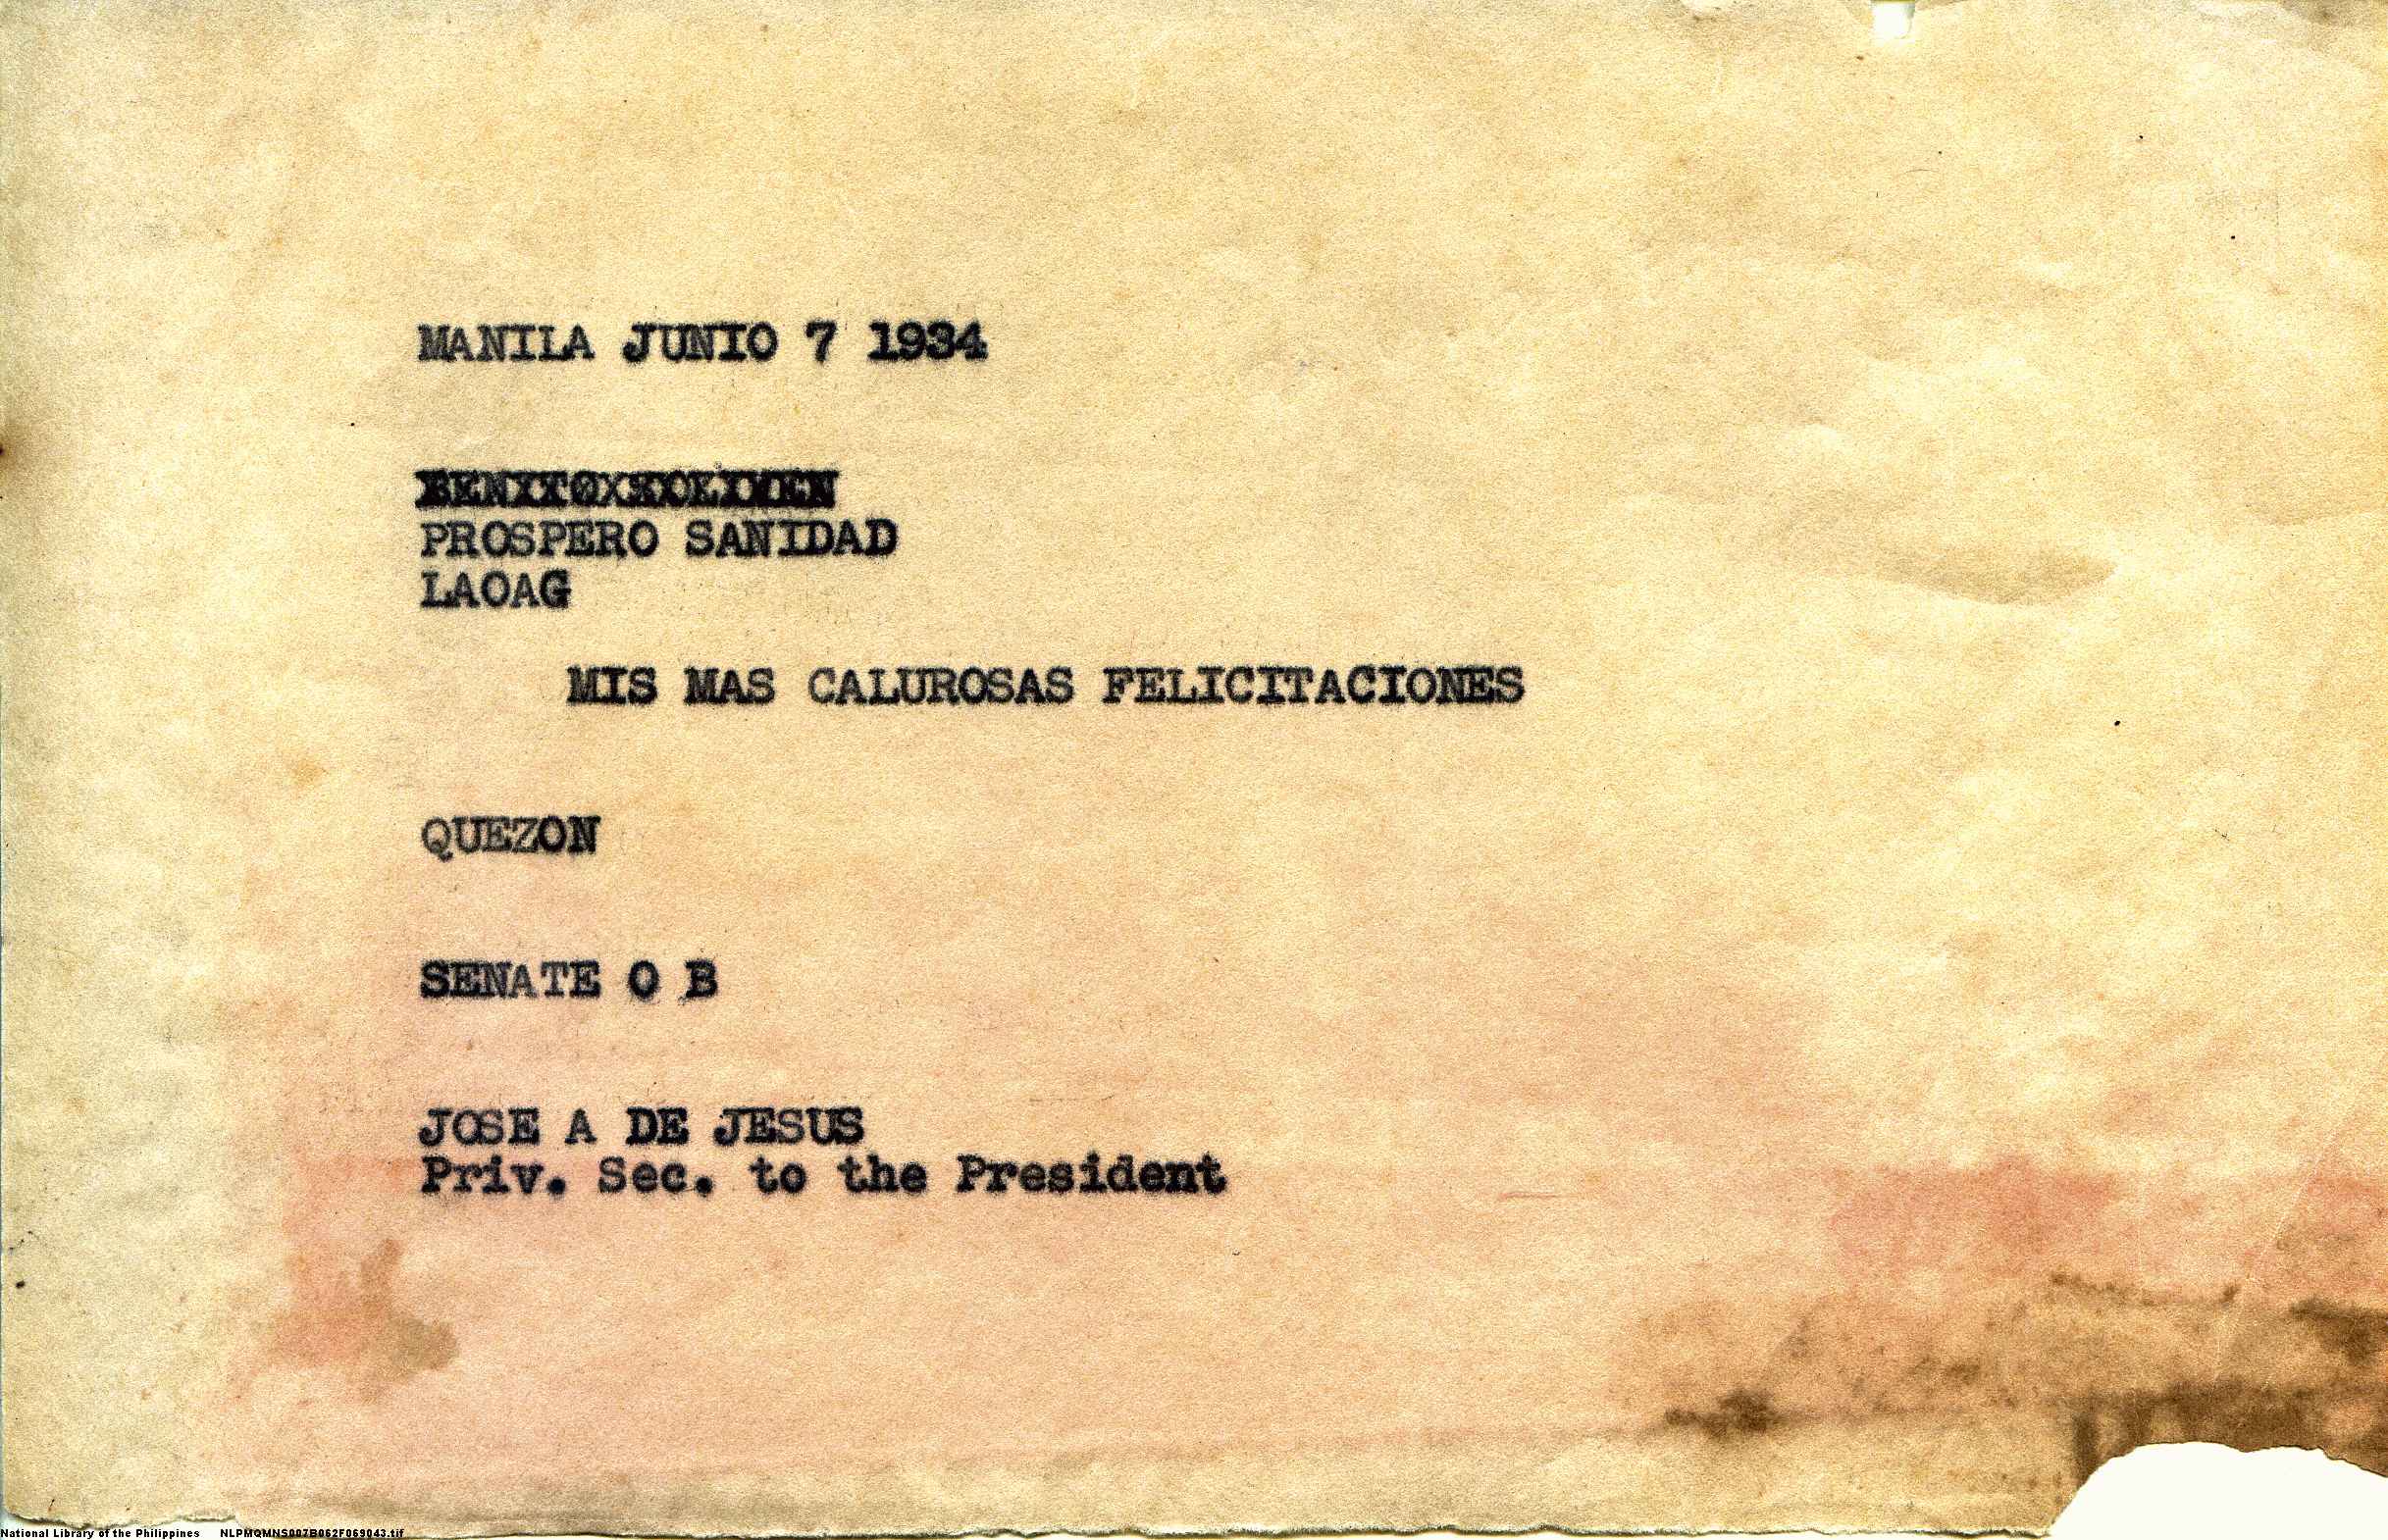 MANILA JUNIO 7 1934
PROSPERO SANIDAD
LAOAG
MIS MAS CALUROSAS FELICITACIONES
QUEZON
SENATE O B
JOSE A DE JESUS
Priv. Sec. to the President
National Library of the Philippines NLPMQMNS007B062F069043.tif